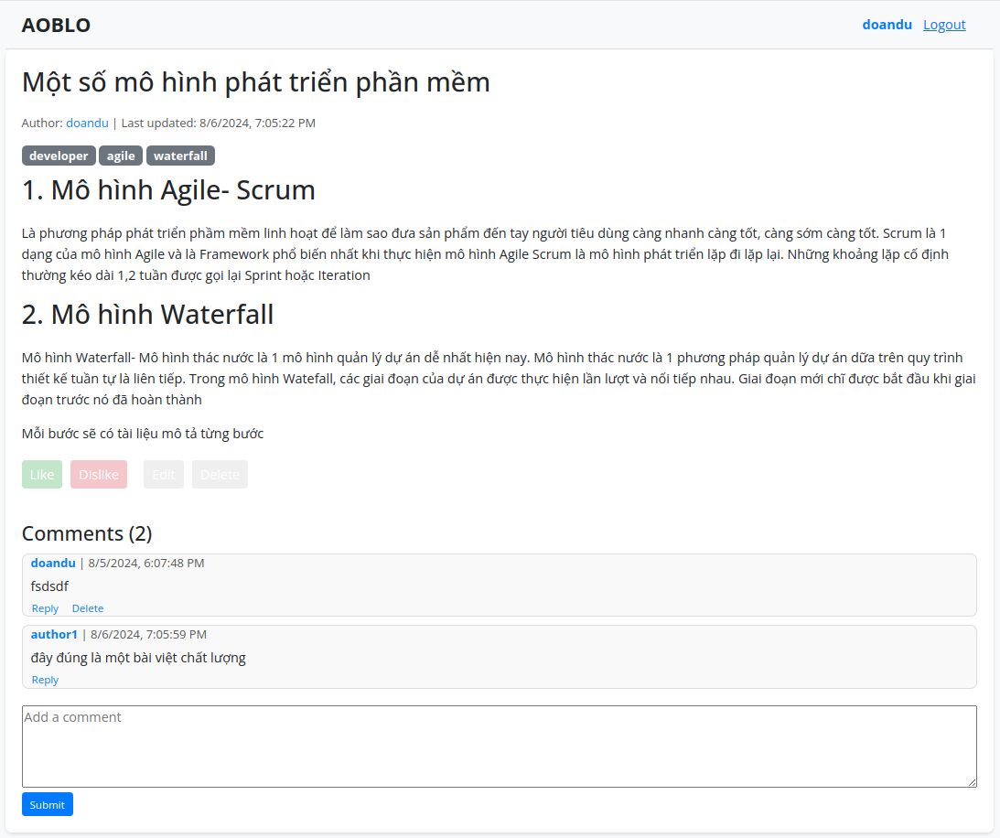 AOBLO
doandu Logout
Một số mô hình phát triển phần mềm
Author: doandu | Last updated: 8/6/2024, 7:05:22 PM
developer agile waterfall
1. Mô hình Agile- Scrum
Là phương pháp phát triển phầm mềm linh hoạt để làm sao đưa sản phẩm đến tay người tiêu dùng càng nhanh càng tốt, càng sớm càng tốt. Scrum là 1
dạng của mô hình Agile và là Framework phổ biến nhất khi thực hiện mô hình Agile Scrum là mô hình phát triển lặp đi lặp lại. Những khoảng lặp cố định
thường kéo dài 1,2 tuần được gọi lại Sprint hoặc Iteration
2. Mô hình Waterfall
Mô hình Waterfall- Mô hình thác nước là 1 mô hình quản lý dự án dễ nhất hiện nay. Mô hình thác nước là 1 phương pháp quản lý dự án dữa trên quy trình
thiết kế tuần tự là liên tiếp. Trong mô hình Watefall, các giai đoạn của dự án được thực hiện lần lượt và nối tiếp nhau. Giai đoạn mới chĩ được bắt đầu khi giai
đoạn trước nó đã hoàn thành
Mỗi bước sẽ có tài liệu mô tả từng bước
Like Dislike Edit Delete
Comments (2)
doandu | 8/5/2024, 6:07:48 PM
fsdsdf
Reply Delete
author1 | 8/6/2024, 7:05:59 PM
đây đúng là một bài việt chất lượng
Reply
Add a comment
Submit